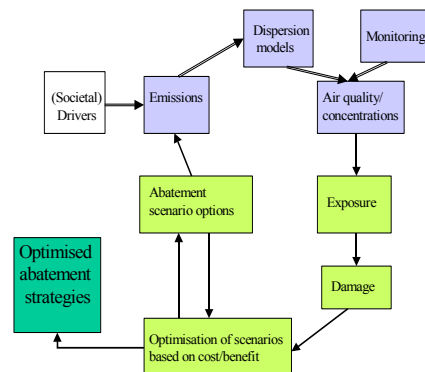 Dispersion
models
Monitoring
(Societal)
Drivers
Emissions
Air quality/
concentrations
Abatement
scenario options
Exposure
Optimised
abatement
strategies
Damage
Optimisation of scenarios
based on cost/benefit